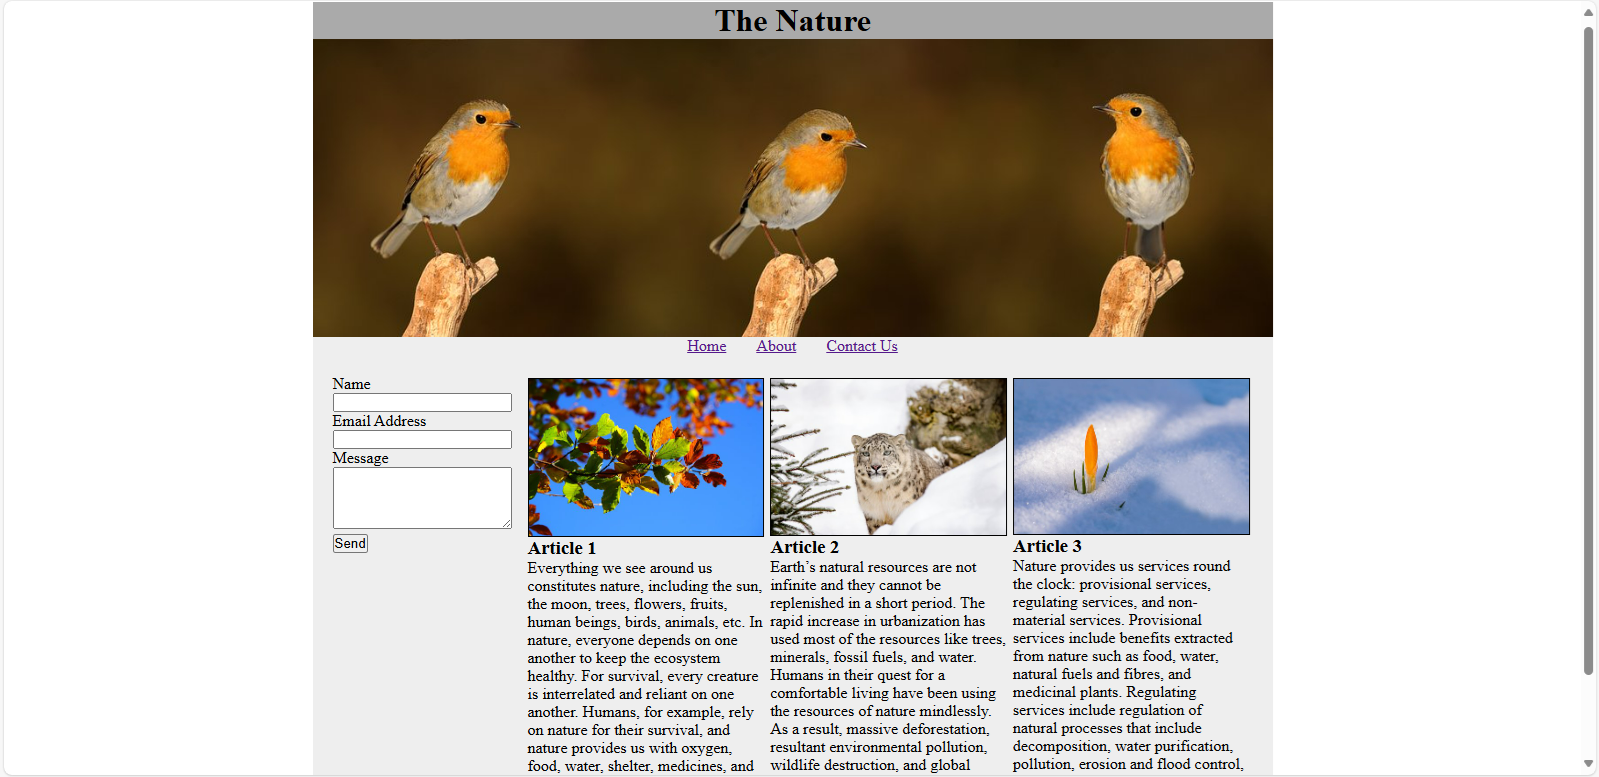 The Nature
Home About Contact Us
Name
Email Address
Message
Send
Article 1
Everything we see around us
constitutes nature, including the sun,
the moon, trees, flowers, fruits,
human beings, birds, animals, etc. In
nature, everyone depends on one
another to keep the ecosystem
healthy. For survival, every creature
is interrelated and reliant on one
another. Humans, for example, rely
on nature for their survival, and
nature provides us with oxygen,
food, water, shelter, medicines, and
Article 2
Earth’s natural resources are not
infinite and they cannot be
replenished in a short period. The
rapid increase in urbanization has
used most of the resources like trees,
minerals, fossil fuels, and water.
Humans in their quest for a
comfortable living have been using
the resources of nature mindlessly.
As a result, massive deforestation,
resultant environmental pollution,
wildlife destruction, and global
Article 3
Nature provides us services round
the clock: provisional services,
regulating services, and non-
material services. Provisional
services include benefits extracted
from nature such as food, water,
natural fuels and fibres, and
medicinal plants. Regulating
services include regulation of
natural processes that include
decomposition, water purification,
pollution, erosion and flood control,